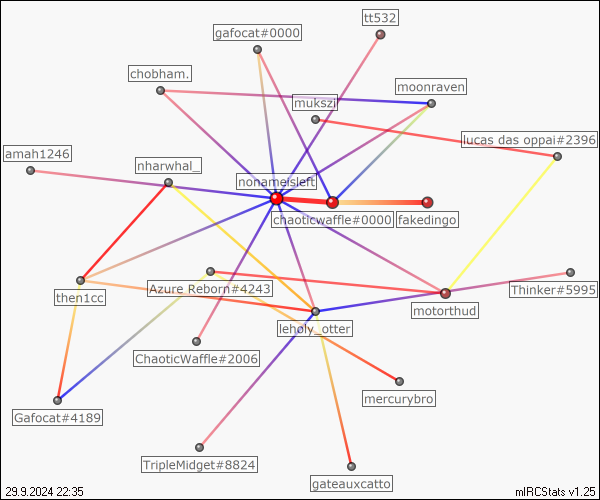 tt532
gafocat#0000
chobham.
moonraven
mukszi
lucas das oppai#2396
amah1246
nharwhal_
nonameisleft
chaoticwaffle#0000
fakedingo
Azure Reborn#4243
Thinker#5995
then1cc
motorthud
leholy_otter
ChaoticWaffle#2006
mercurybro
Gafocat#4189
TripleMidget#8824
gateauxcatto
29.9.2024 22:35
mIRCStats v1.25